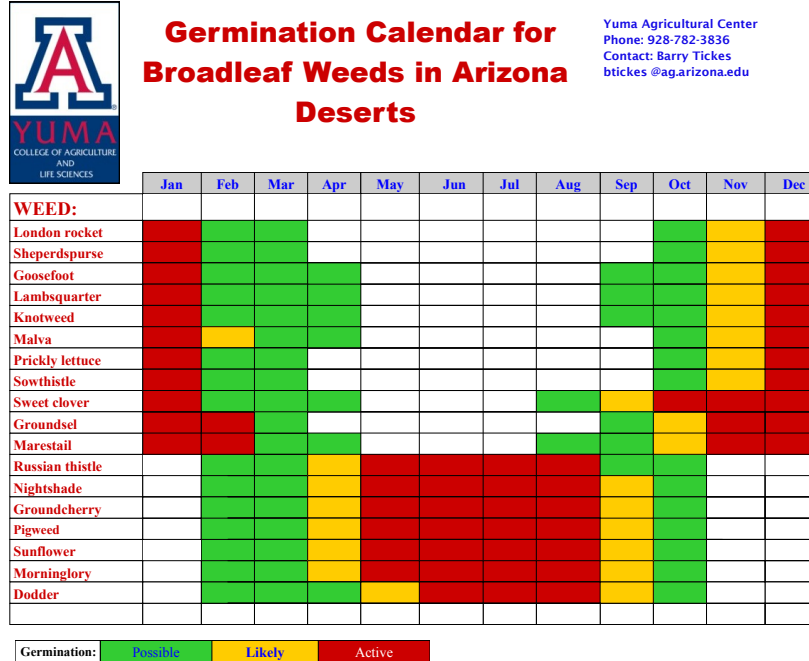 Germination Calendar for
Broadleaf Weeds in Arizona
Deserts
Yuma Agricultural Center
Phone: 928-782-3836
Contact: Barry Tickes
btickes @ag.arizona.edu
A
®
YUMA
COLLEGE OF AGRICULTURE
AND
LIFE SCIENCES
Jan Feb Mar Apr May Jun Jul Aug Sep Oct Nov Dec
WEED:
London rocket
Sheperdspurse
Goosefoot
Lambsquarter
Knotweed
Malva
Prickly lettuce
Sowthistle
Sweet clover
Groundsel
Marestail
Russian thistle
Nightshade
Groundcherry
Pigweed
Sunflower
Morninglory
Dodder
Germination: Possible Likely Active